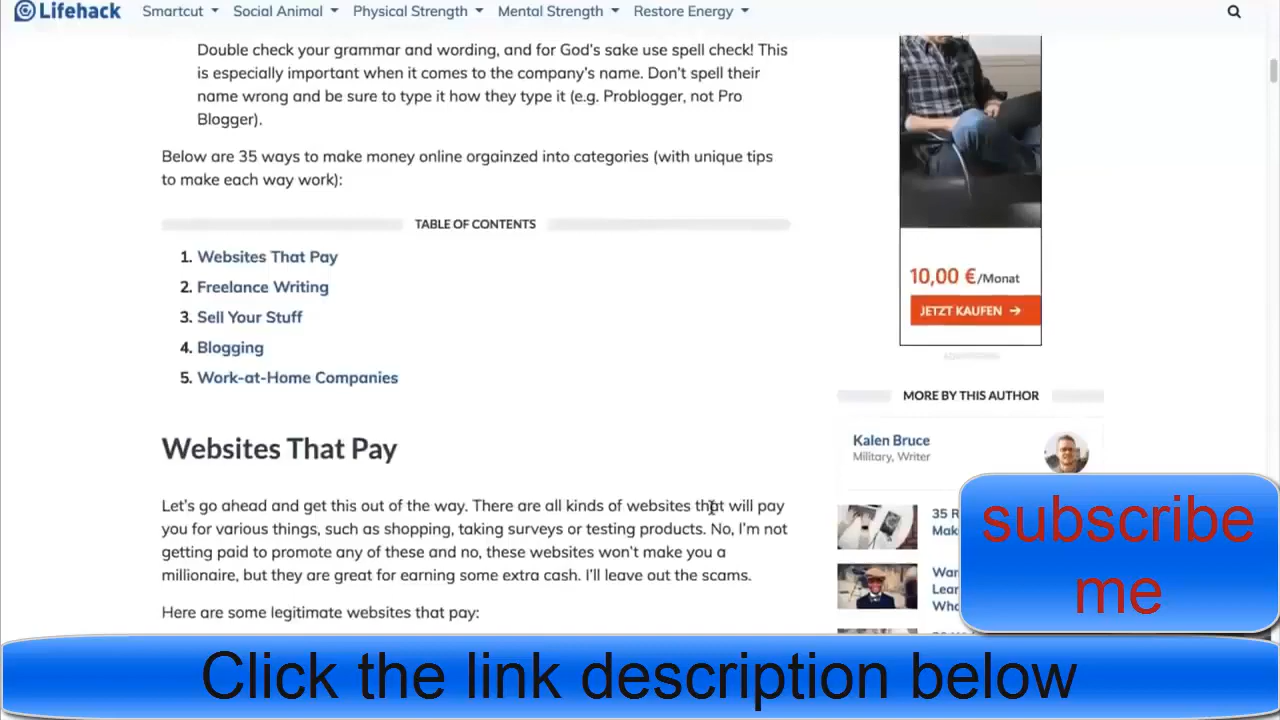 Lifehack
Smartcut
Social Animal
Physical Strength
Mental Strength
Restore Energy
Double check your grammar and wording, and for God's sake use spell check! This
is especially important when it comes to the company's name. Don't spell their
name wrong and be sure to type it how they type it (e.g. Problogger, not Pro
Blogger).
Below are 35 ways to make money online orgainzed into categories (with unique tips
to make each way work):
TABLE OF CONTENTS
1. Websites That Pay
2. Freelance Writing
3. Sell Your Stuff
4. Blogging
5. Work-at-Home Companies
Websites That Pay
Let's go ahead and get this out of the way. There are all kinds of websites that will pay
you for various things, such as shopping, taking surveys or testing products. No, I'm not
getting paid to promote any of these and no, these websites won't make you a
millionaire, but they are great for earning some extra cash. I'll leave out the scams.
Here are some legitimate websites that pay:
10,00 €/Monat
JETZT KAUFEN →
ADVERTISING
MORE BY THIS AUTHOR
Kalen Bruce
Military, Writer
35 R
Mak
Wan
Lear
Who
subscribe
me
Click the link description below